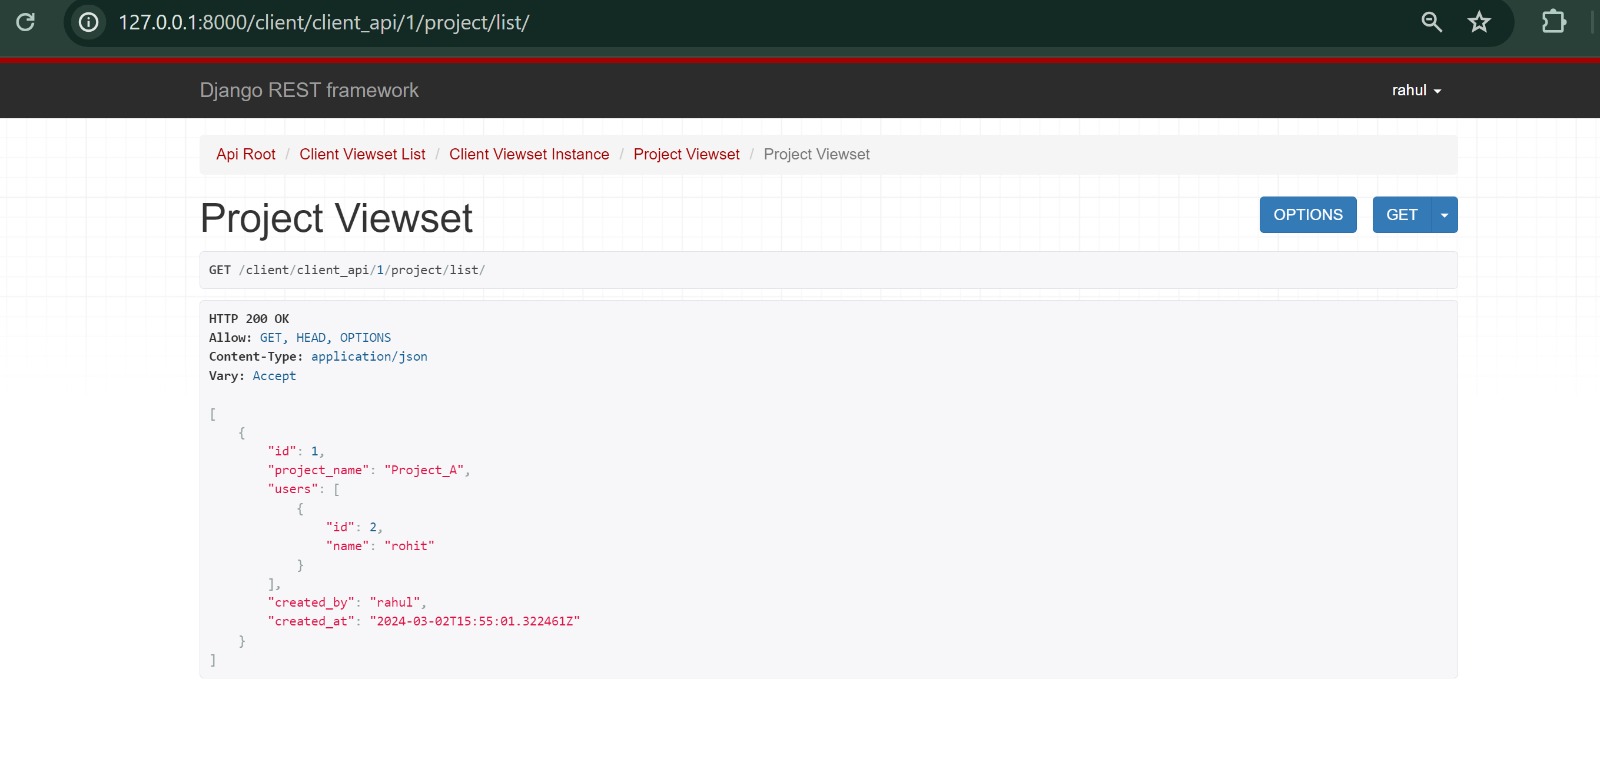 127.0.0.1:8000/client/client_api/1/project/list/
Django REST framework
rahul
Api Root / Client Viewset List / Client Viewset Instance / Project Viewset / Project Viewset
Project Viewset
OPTIONS
GET
GET /client/client_api/1/project/list/
HTTP 200 OK
Allow: GET, HEAD, OPTIONS
Content-Type: application/json
Vary: Accept
[
    {
        "id": 1,
        "project_name": "Project_A",
        "users": [
            {
                "id": 2,
                "name": "rohit"
            }
        ],
        "created_by": "rahul",
        "created_at": "2024-03-02T15:55:01.322461Z"
    }
]